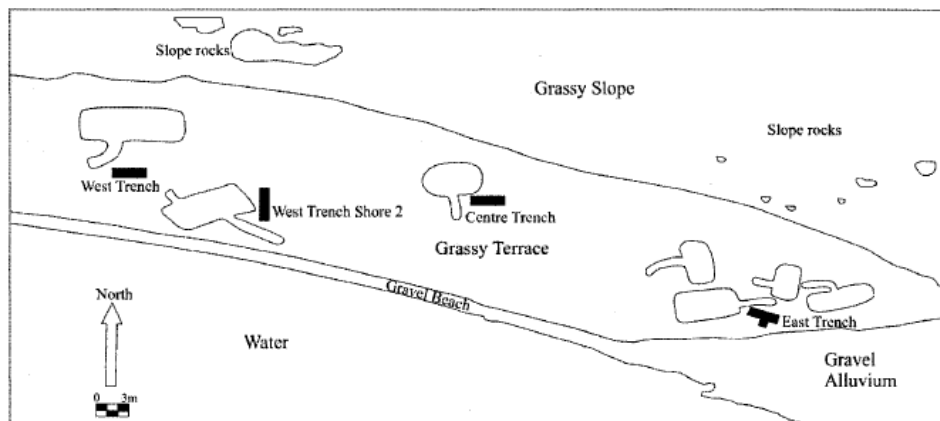 Slope rocks
Grassy Slope
Slope rocks
West Trench
West Trench Shore 2
Centre Trench
Grassy Terrace
Gravel Beach
North
East Trench
Water
Gravel
Alluvium
0 3m